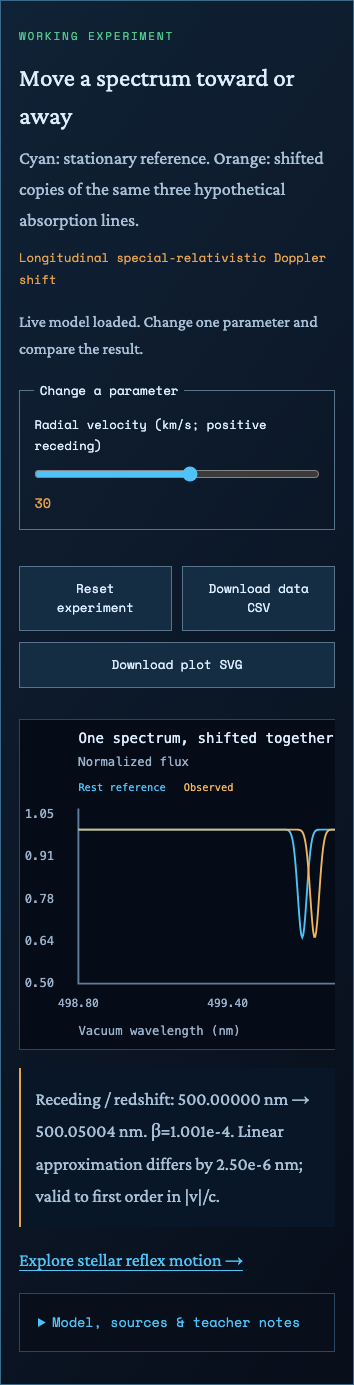 WORKING EXPERIMENT
Move a spectrum toward or
away
Cyan: stationary reference. Orange: shifted
copies of the same three hypothetical
absorption lines.
Longitudinal special-relativistic Doppler
shift
Live model loaded. Change one parameter and
compare the result.
Change a parameter
Radial velocity (km/s; positive
receding)
30
Reset
experiment
Download data
CSV
Download plot SVG
One spectrum, shifted together
Normalized flux
Rest reference Observed
1.05
0.91
0.78
0.64
0.50
498.80 499.40
Vacuum wavelength (nm)
Receding / redshift: 500.00000 nm →
500.05004 nm. β=1.001e-4. Linear
approximation differs by 2.50e-6 nm;
valid to first order in |v|/c.
Explore stellar reflex motion →
▶ Model, sources & teacher notes